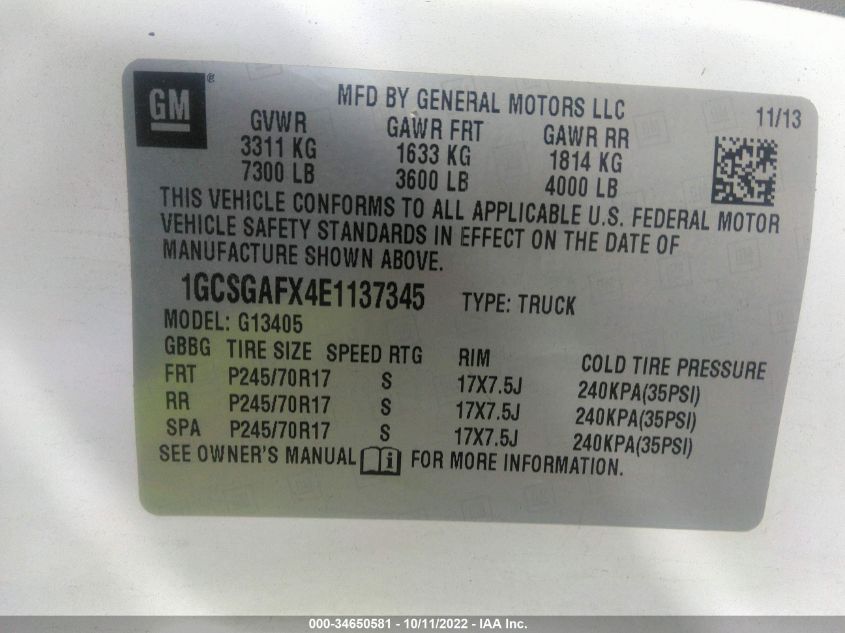 GM ®
MFD BY GENERAL MOTORS LLC
11/13
GVWR GAWR FRT GAWR RR
3311 KG 1633 KG 1814 KG
7300 LB 3600 LB 4000 LB
THIS VEHICLE CONFORMS TO ALL APPLICABLE U.S. FEDERAL MOTOR
VEHICLE SAFETY STANDARDS IN EFFECT ON THE DATE OF
MANUFACTURE SHOWN ABOVE.
1GCSGAFX4E1137345 TYPE: TRUCK
MODEL: G13405
GBBG TIRE SIZE SPEED RTG RIM COLD TIRE PRESSURE
FRT P245/70R17 S 17X7.5J 240KPA(35PSI)
RR P245/70R17 S 17X7.5J 240KPA(35PSI)
SPA P245/70R17 S 17X7.5J 240KPA(35PSI)
SEE OWNER'S MANUAL i FOR MORE INFORMATION.
000-34650581 - 10/11/2022 - IAA Inc.